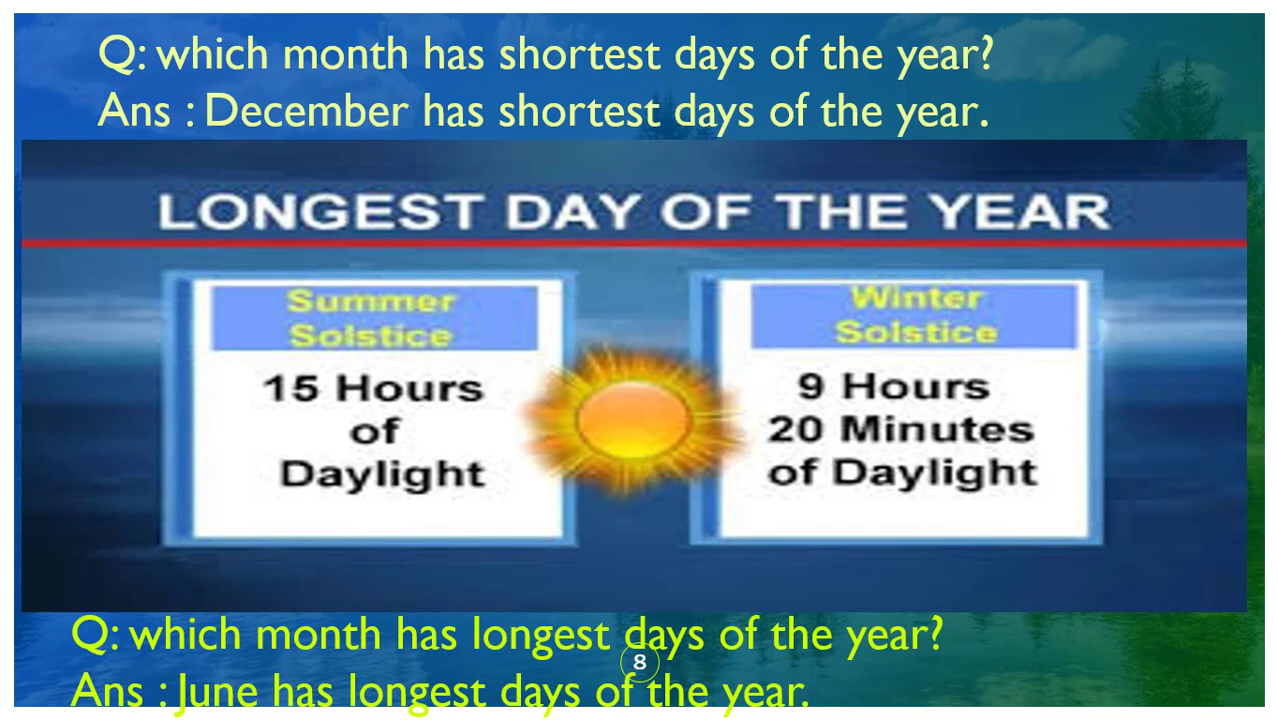 Q: which month has shortest days of the year?
Ans : December has shortest days of the year.
LONGEST DAY OF THE YEAR
Summer
Solstice
15 Hours
of
Daylight
Winter
Solstice
9 Hours
20 Minutes
of Daylight
Q: which month has longest days of the year?
8
Ans : June has longest days of the year.